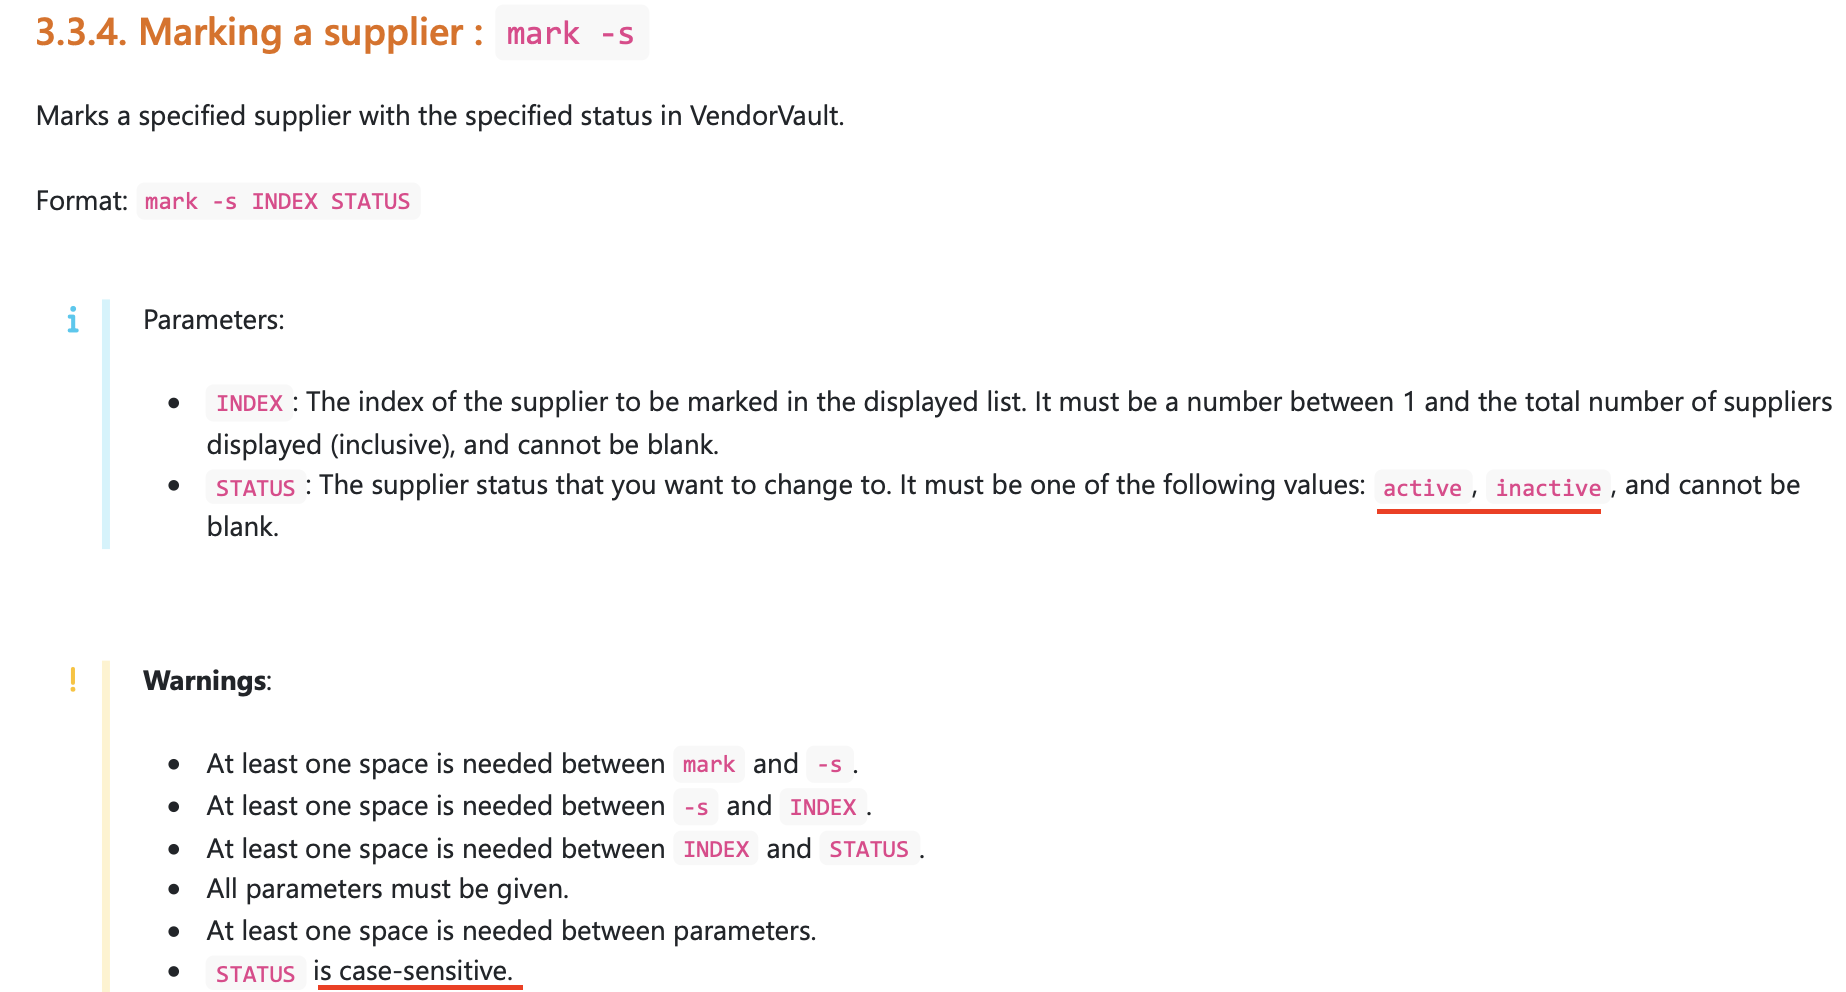 3.3.4. Marking a supplier : mark -s
Marks a specified supplier with the specified status in VendorVault.
Format: mark -s INDEX STATUS
i
Parameters:
• INDEX : The index of the supplier to be marked in the displayed list. It must be a number between 1 and the total number of suppliers
displayed (inclusive), and cannot be blank.
• STATUS : The supplier status that you want to change to. It must be one of the following values: active , inactive , and cannot be
blank.
!
Warnings:
• At least one space is needed between mark and -s .
• At least one space is needed between -s and INDEX .
• At least one space is needed between INDEX and STATUS .
• All parameters must be given.
• At least one space is needed between parameters.
• STATUS is case-sensitive.